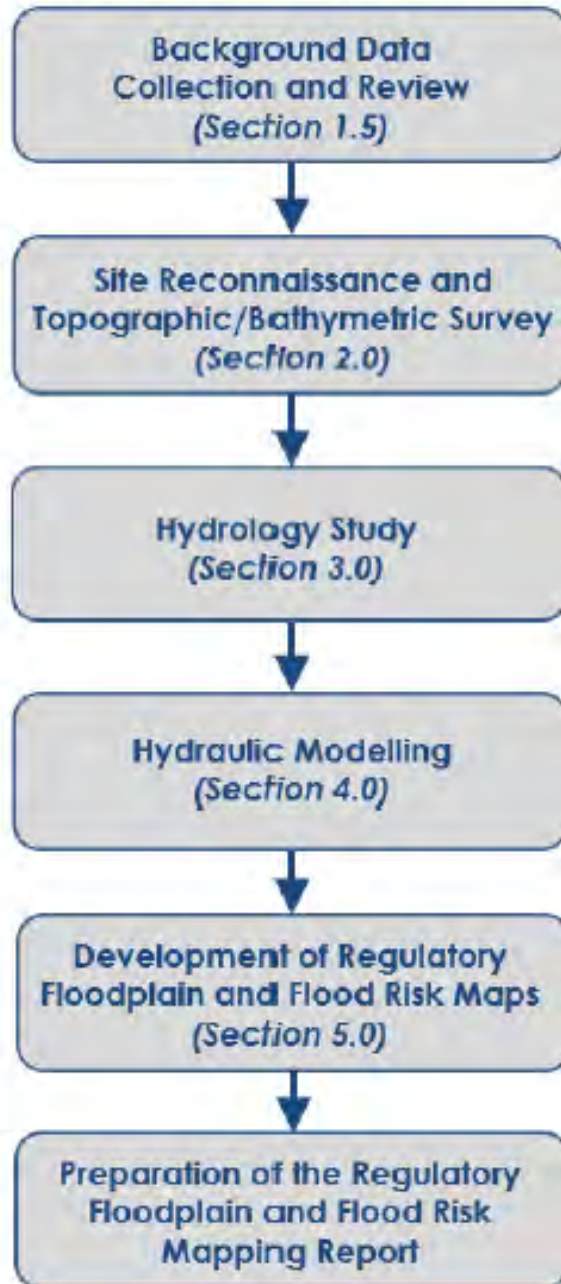 Background Data
Collection and Review
(Section 1.5)
Site Reconnaissance and
Topographic/Bathymetric Survey
(Section 2.0)
Hydrology Study
(Section 3.0)
Hydraulic Modelling
(Section 4.0)
Development of Regulatory
Floodplain and Flood Risk Maps
(Section 5.0)
Preparation of the Regulatory
Floodplain and Flood Risk
Mapping Report